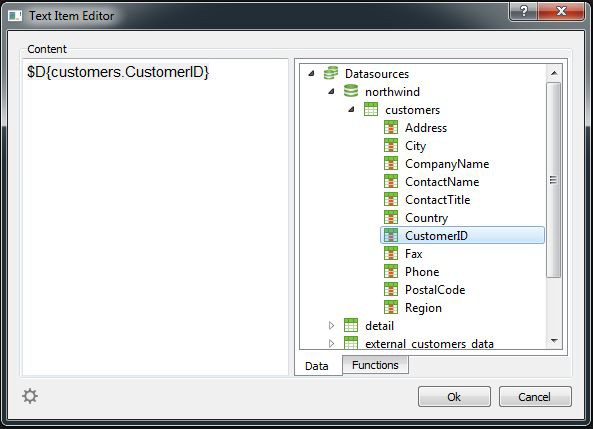 Text Item Editor
Content
$D{customers.CustomerID}
Datasources
northwind
customers
Address
City
CompanyName
ContactName
ContactTitle
Country
CustomerID
Fax
Phone
PostalCode
Region
detail
external_customers_data
Data
Functions
Ok
Cancel